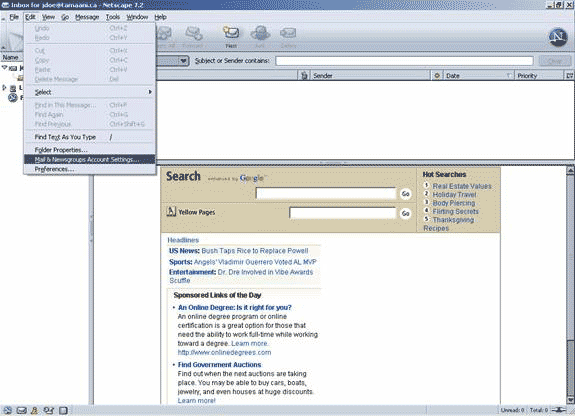 Inbox for jdoe@tamaani.ca - Netscape 7.2
File Edit View Go Message Tools Window Help
Undo Ctrl+Z
Redo Ctrl+Y
Cut Ctrl+X
Copy Ctrl+C
Paste Ctrl+V
Delete Message Del
Select
Find in This Message... Ctrl+F
Find Again Ctrl+G
Find Previous Ctrl+Shift+G
Find Text As You Type /
Folder Properties...
Mail & Newsgroups Account Settings...
Preferences...
All Forward Next Junk Delete
Name
Subject or Sender contains: Clear
Sender Date Priority
Search enhanced by Google
Go
Yellow Pages Go
Hot Searches
1 Real Estate Values
2 Holiday Travel
3 Body Piercing
4 Flirting Secrets
5 Thanksgiving
Recipes
Headlines
US News: Bush Taps Rice to Replace Powell
Sports: Angels' Vladimir Guerrero Voted AL MVP
Entertainment: Dr. Dre Involved in Vibe Awards
Scuffle
Sponsored Links of the Day
An Online Degree: Is it right for you?
An online degree program or online
certification is a great option for those that
need the ability to work full-time while working
toward a degree. Learn more.
http://www.onlinedegrees.com
Find Government Auctions
Find out when the next auctions are taking
place. You may be able to buy cars, boats,
jewelry, and even houses at huge discounts.
Learn more.
Unread: 0 Total: 0